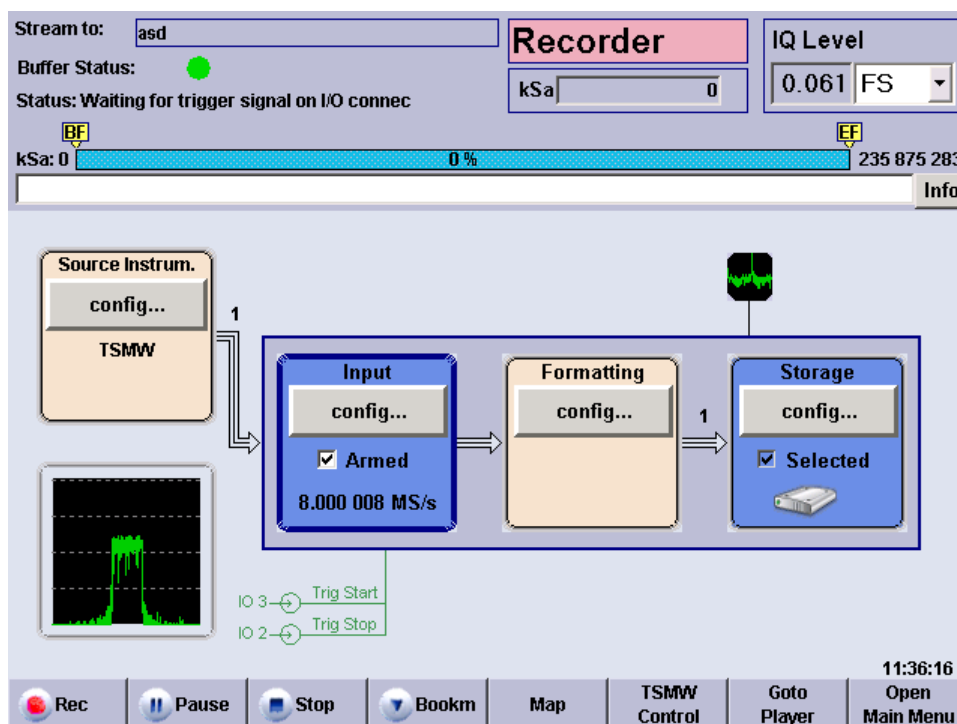 Stream to: asd
Recorder
IQ Level
Buffer Status:
kSa 0
0.061 FS
Status: Waiting for trigger signal on I/O connec
BF EF
kSa: 0 0 % 235 875 283
Info
Source Instrum.
config...
TSMW
1
Input
config...
Armed
8.000 008 MS/s
Formatting
config...
1
Storage
config...
Selected
IO 3 Trig Start
IO 2 Trig Stop
11:36:16
Rec
Pause
Stop
Bookm
Map
TSMW
Control
Goto
Player
Open
Main Menu